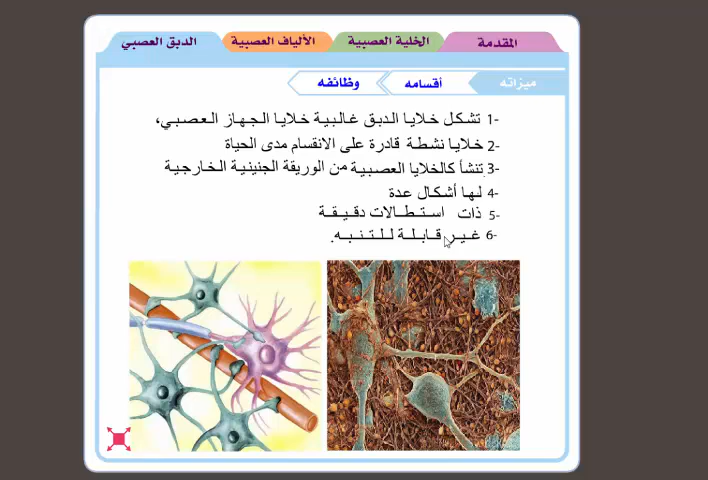 المقدمة
الخلية العصبية
الألياف العصبية
الدبق العصبي
ميزاته
أقسامه
وظائفه
1- تشكل خلايا الدبق غالبية خلايا الجهاز العصبي،
2- خلايا نشطة قادرة على الانقسام مدى الحياة
3- تنشأ كالخلايا العصبية من الوريقة الجنينية الخارجية.
4- لها أشكال عدة
5- ذات استطالات دقيقة
6- غير قابلة للتنبه.